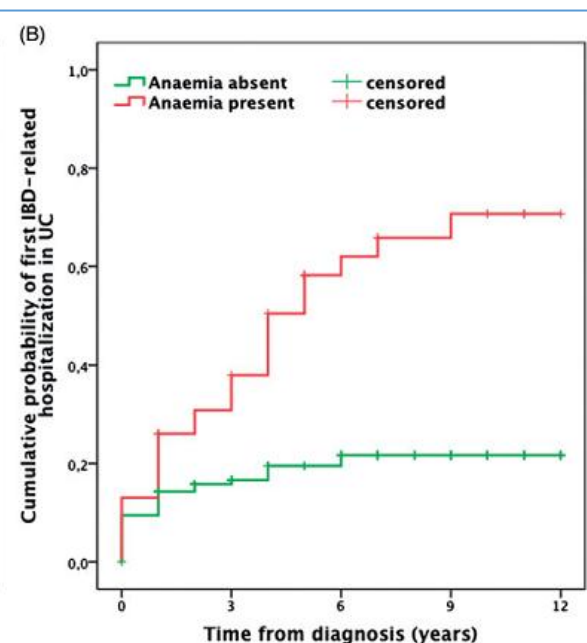 (B)
Cumulative probability of first IBD-related
hospitalization in UC
1,0
0,8
0,6
0,4
0,2
0,0
Anaemia absent
censored
Anaemia present
censored
0
3
6
9
12
Time from diagnosis (years)